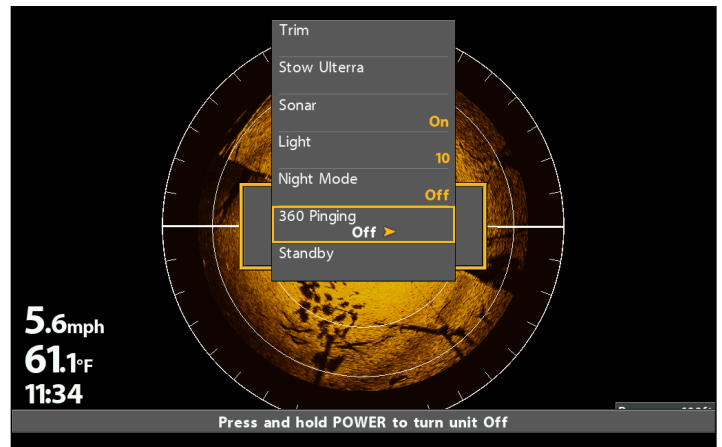 Trim
Stow Ulterra
Sonar
On
Light
10
Night Mode
Off
360 Pinging
Off
Standby
5.6mph
61.1°F
11:34
Press and hold POWER to turn unit Off